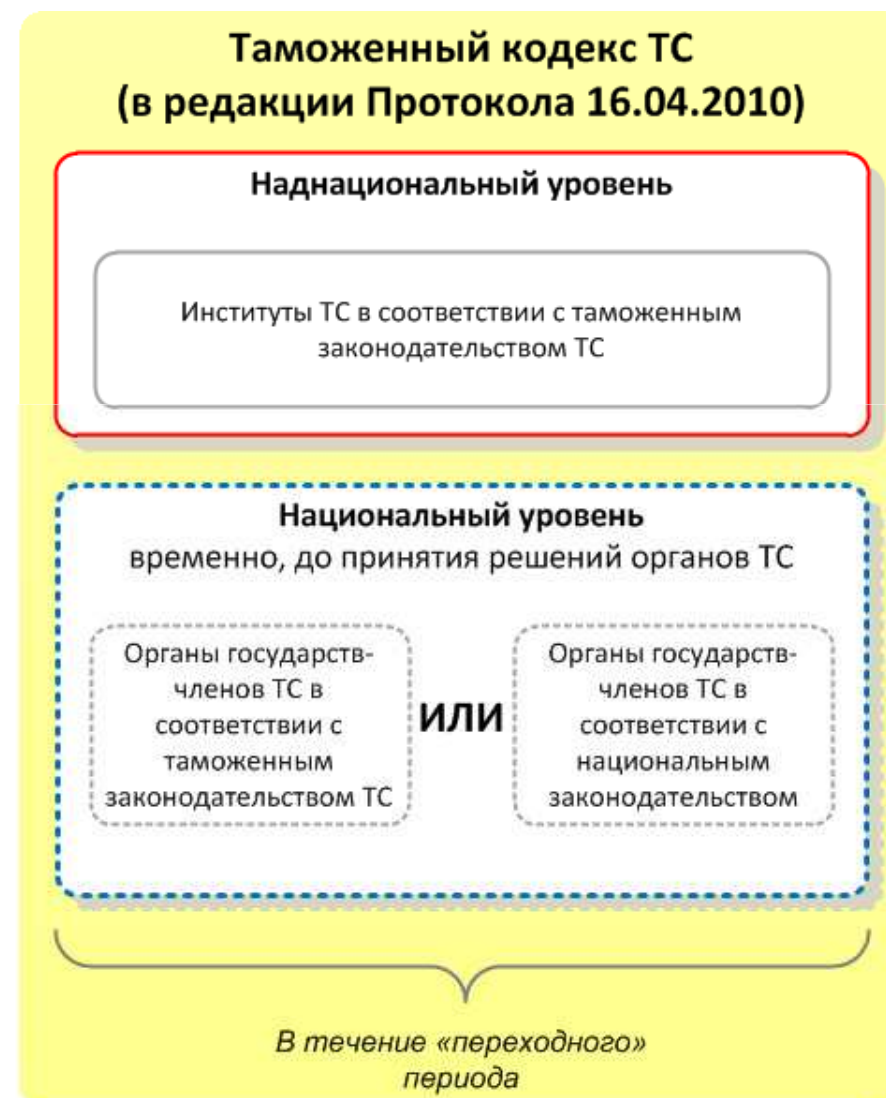 Таможенный кодекс ТС
(в редакции Протокола 16.04.2010)
Наднациональный уровень
Институты ТС в соответствии с таможенным
законодательством ТС
Национальный уровень
временно, до принятия решений органов ТС
Органы государств-
членов ТС в
соответствии с
таможенным
законодательством ТС
ИЛИ
Органы государств-
членов ТС в
соответствии с
национальным
законодательством
В течение «переходного»
периода